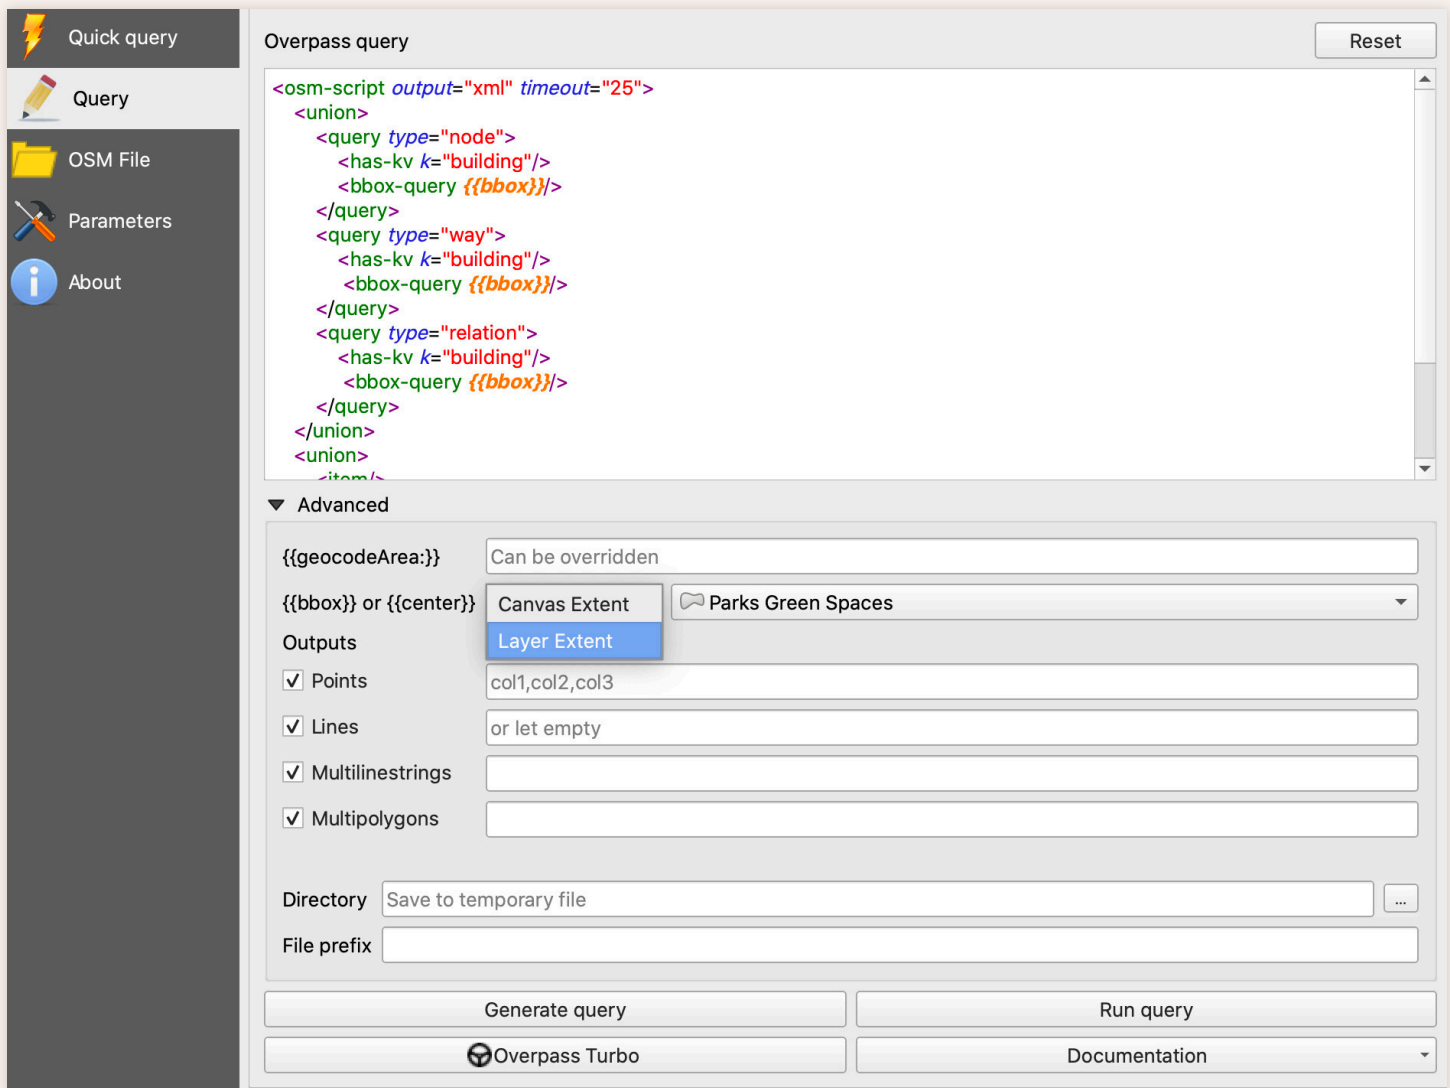 Quick query
Query
OSM File
Parameters
About
Overpass query
Reset
<osm-script output="xml" timeout="25">
<union>
<query type="node">
<has-kv k="building"/>
<bbox-query {{bbox}}/>
</query>
<query type="way">
<has-kv k="building"/>
<bbox-query {{bbox}}/>
</query>
<query type="relation">
<has-kv k="building"/>
<bbox-query {{bbox}}/>
</query>
</union>
<union>
<item/>
Advanced
{{geocodeArea:}} Can be overridden
{{bbox}} or {{center}} Canvas Extent Parks Green Spaces
Layer Extent
Outputs
Points col1,col2,col3
Lines or let empty
Multilinestrings
Multipolygons
Directory Save to temporary file ...
File prefix
Generate query Run query
Overpass Turbo Documentation